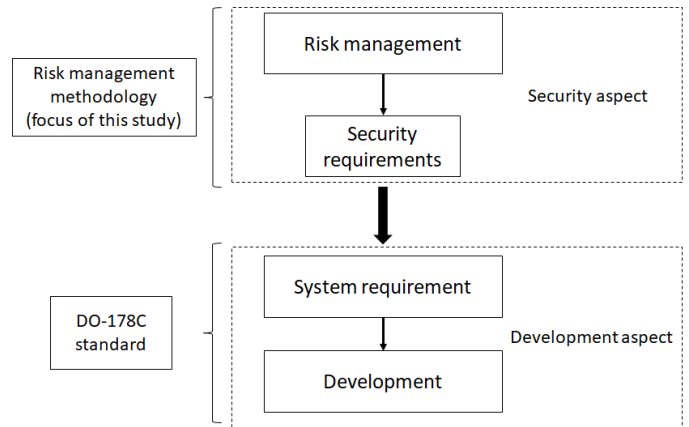 Risk management
Risk management
methodology
(focus of this study)
Security aspect
Security
requirements
System requirement
DO-178C
standard
Development aspect
Development